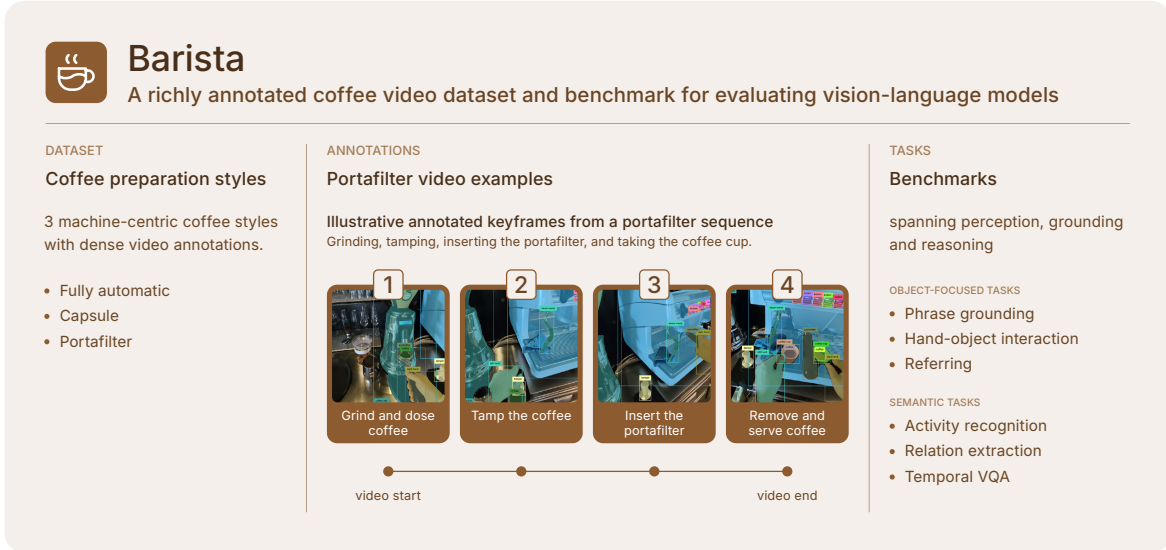 Barista
A richly annotated coffee video dataset and benchmark for evaluating vision-language models
DATASET
Coffee preparation styles
3 machine-centric coffee styles
with dense video annotations.
• Fully automatic
• Capsule
• Portafilter
ANNOTATIONS
Portafilter video examples
Illustrative annotated keyframes from a portafilter sequence
Grinding, tamping, inserting the portafilter, and taking the coffee cup.
1
Grind and dose
coffee
2
Tamp the coffee
3
Insert the
portafilter
4
Remove and
serve coffee
video start
video end
TASKS
Benchmarks
spanning perception, grounding
and reasoning
OBJECT-FOCUSED TASKS
• Phrase grounding
• Hand-object interaction
• Referring
SEMANTIC TASKS
• Activity recognition
• Relation extraction
• Temporal VQA